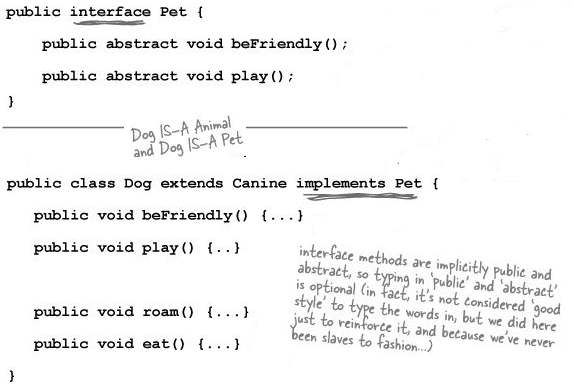 public interface Pet {
public abstract void beFriendly();
public abstract void play();
}
Dog IS-A Animal
and Dog IS-A Pet
public class Dog extends Canine implements Pet {
public void beFriendly() {...}
public void play() {..}
interface methods are implicitly public and
abstract, so typing in 'public' and 'abstract'
is optional (in fact, it's not considered 'good
style' to type the words in, but we did here
just to reinforce it, and because we've never
been slaves to fashion...)
public void roam() {...}
public void eat() {...}
}